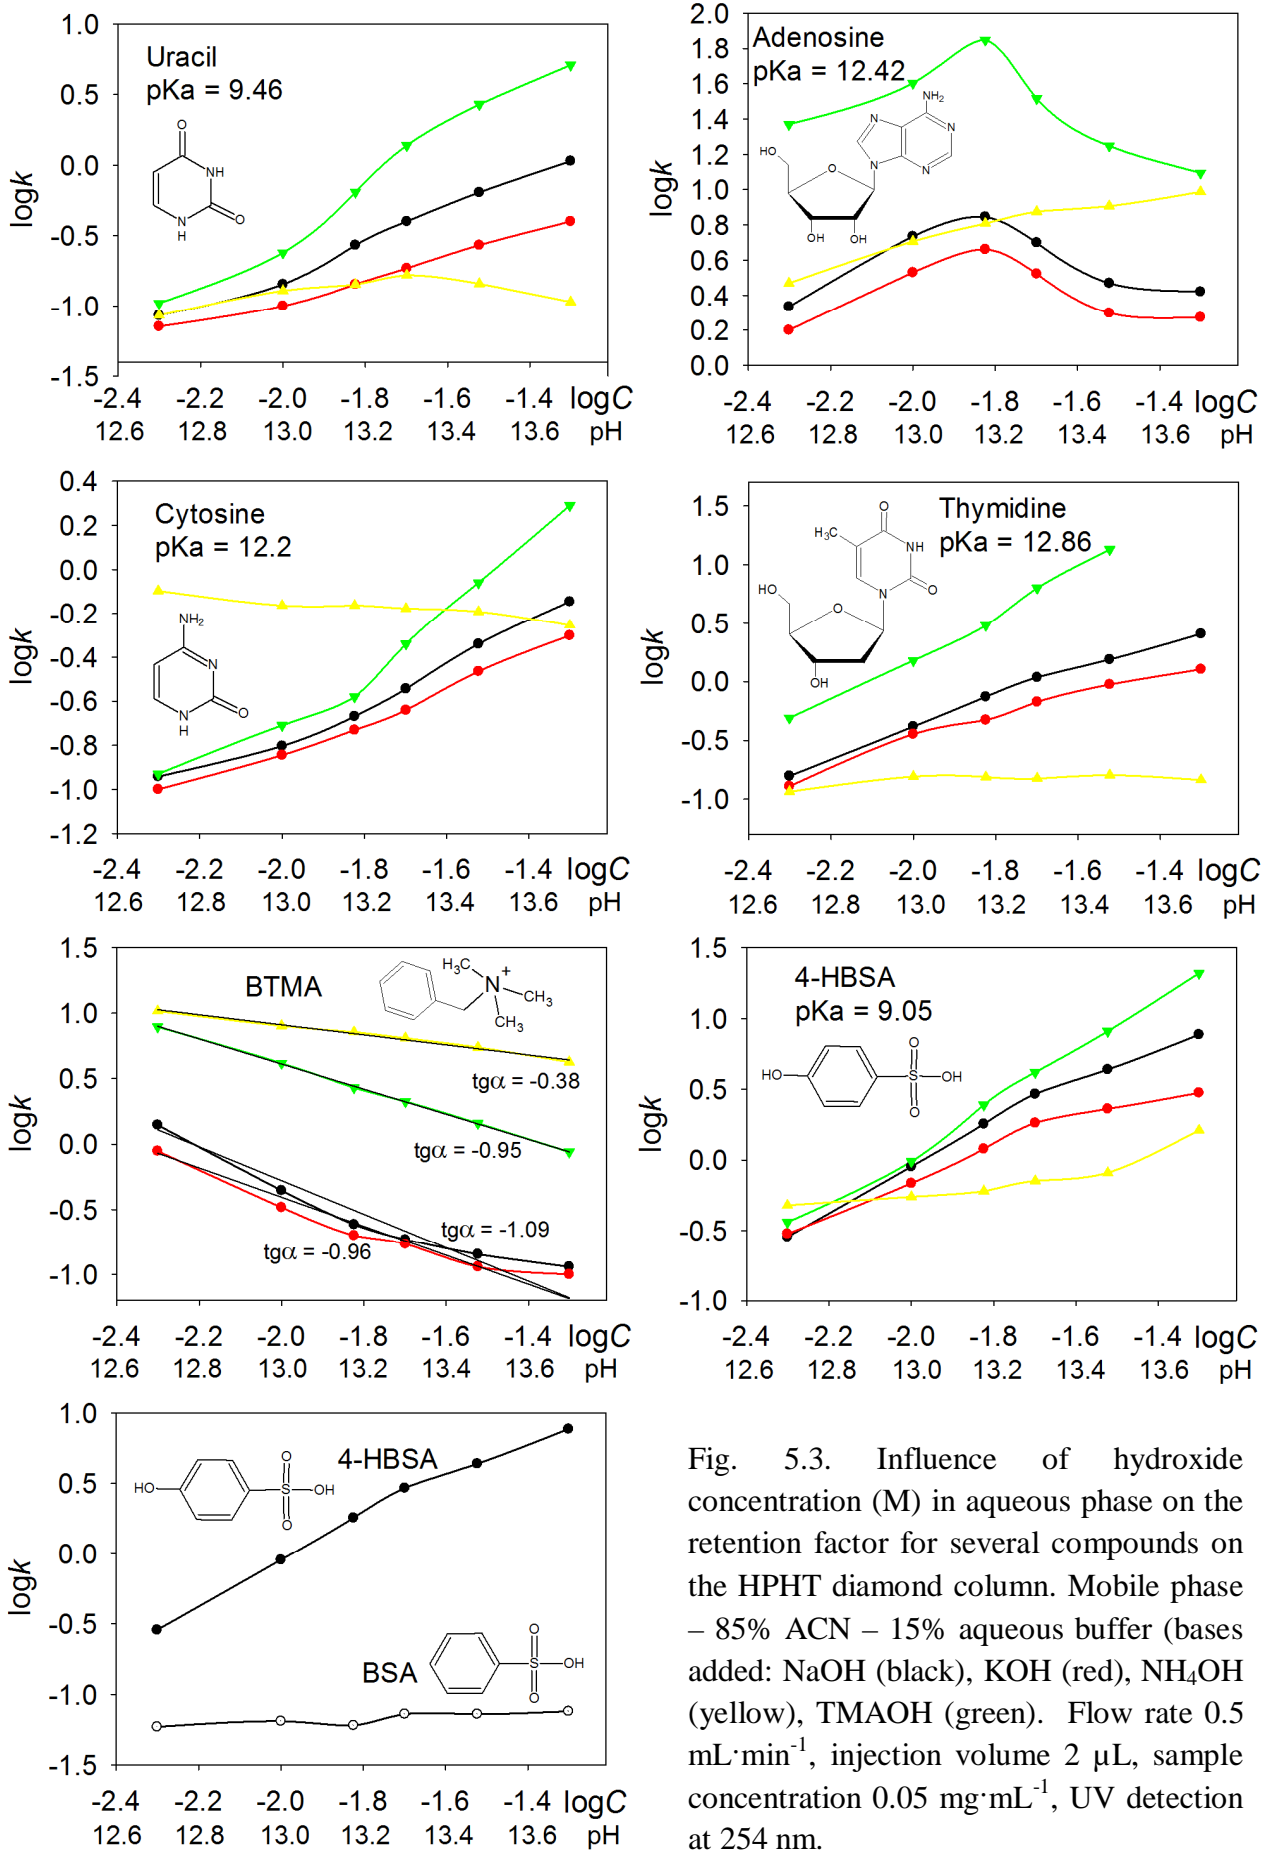 Uracil
pKa = 9.46
1.0
0.5
0.0
-0.5
-1.0
-1.5
logk
O
NH
N
H
O
-2.4 -2.2 -2.0 -1.8 -1.6 -1.4 logC
12.6 12.8 13.0 13.2 13.4 13.6 pH
Adenosine
pKa = 12.42
2.0
1.8
1.6
1.4
1.2
1.0
0.8
0.6
0.4
0.2
0.0
logk
NH2
N
N
N
N
HO
O
OH
OH
-2.4 -2.2 -2.0 -1.8 -1.6 -1.4 logC
12.6 12.8 13.0 13.2 13.4 13.6 pH
Cytosine
pKa = 12.2
0.4
0.2
0.0
-0.2
-0.4
-0.6
-0.8
-1.0
-1.2
logk
NH2
N
N
H
O
-2.4 -2.2 -2.0 -1.8 -1.6 -1.4 logC
12.6 12.8 13.0 13.2 13.4 13.6 pH
Thymidine
pKa = 12.86
1.5
1.0
0.5
0.0
-0.5
-1.0
logk
O
H3C
NH
N
O
HO
O
OH
-2.4 -2.2 -2.0 -1.8 -1.6 -1.4 logC
12.6 12.8 13.0 13.2 13.4 13.6 pH
BTMA
1.5
1.0
0.5
0.0
-0.5
-1.0
logk
H3C
+
N
CH3
CH3
tgα = -0.38
tgα = -0.95
tgα = -1.09
tgα = -0.96
-2.4 -2.2 -2.0 -1.8 -1.6 -1.4 logC
12.6 12.8 13.0 13.2 13.4 13.6 pH
4-HBSA
pKa = 9.05
1.5
1.0
0.5
0.0
-0.5
-1.0
logk
HO
O
S
OH
O
-2.4 -2.2 -2.0 -1.8 -1.6 -1.4 logC
12.6 12.8 13.0 13.2 13.4 13.6 pH
4-HBSA
1.0
0.5
0.0
-0.5
-1.0
-1.5
logk
HO
O
S
OH
O
BSA
O
S
OH
O
-2.4 -2.2 -2.0 -1.8 -1.6 -1.4 logC
12.6 12.8 13.0 13.2 13.4 13.6 pH
Fig. 5.3. Influence of hydroxide
concentration (M) in aqueous phase on the
retention factor for several compounds on
the HPHT diamond column. Mobile phase
– 85% ACN – 15% aqueous buffer (bases
added: NaOH (black), KOH (red), NH4OH
(yellow), TMAOH (green). Flow rate 0.5
mL·min-1, injection volume 2 µL, sample
concentration 0.05 mg·mL-1, UV detection
at 254 nm.